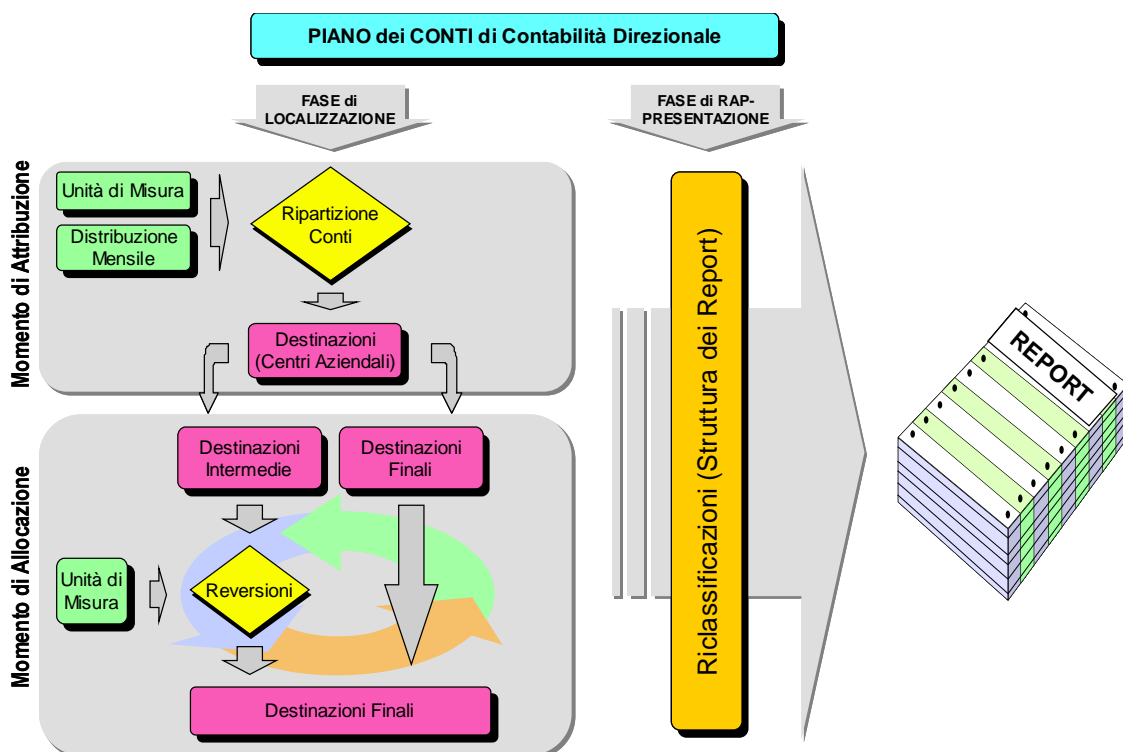 PIANO dei CONTI di Contabilità Direzionale
FASE di
LOCALIZZAZIONE
FASE di RAP-
PRESENTAZIONE
Momento di Attribuzione
Unità di Misura
Distribuzione
Mensile
Ripartizione
Conti
Destinazioni
(Centri Aziendali)
Momento di Allocazione
Destinazioni
Intermedie
Destinazioni
Finali
Unità di
Misura
Reversioni
Destinazioni Finali
Riclassificazioni (Struttura dei Report)
REPORT